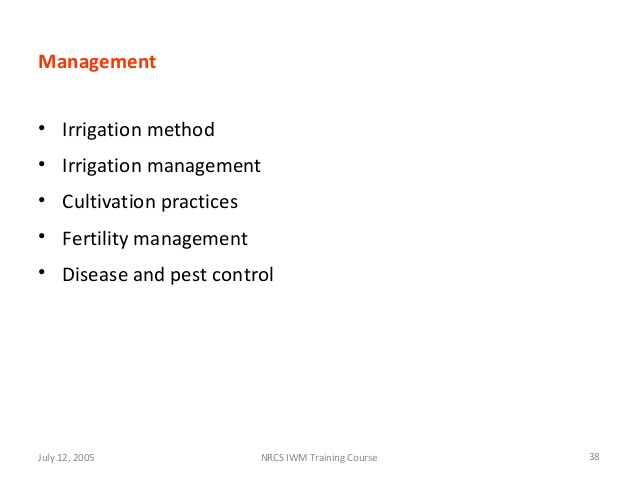 Management
• Irrigation method
• Irrigation management
• Cultivation practices
• Fertility management
• Disease and pest control
July 12, 2005 NRCS IWM Training Course 38